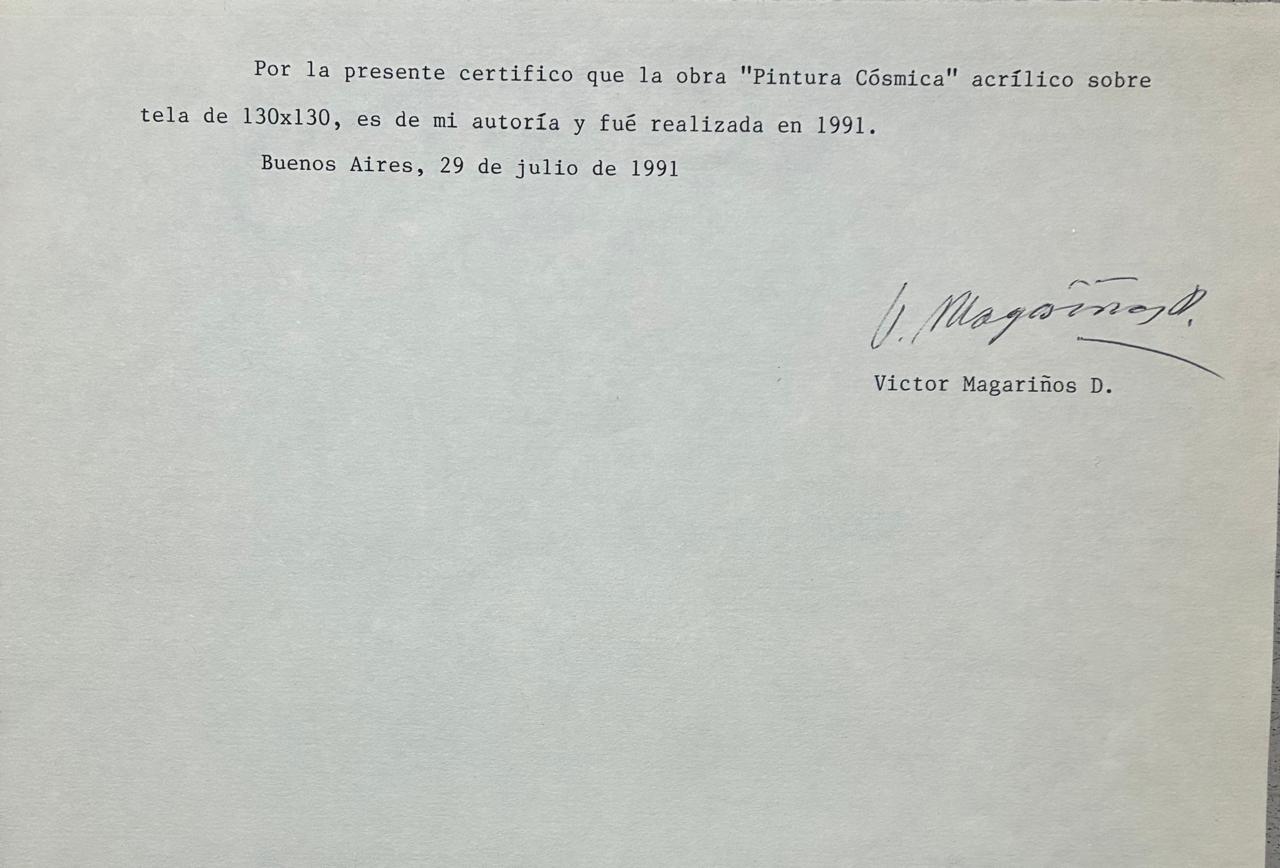 Por la presente certifico que la obra "Pintura Cósmica" acrílico sobre
tela de 130x130, es de mi autoría y fué realizada en 1991.
Buenos Aires, 29 de julio de 1991
V. Magariños D.
Victor Magariños D.